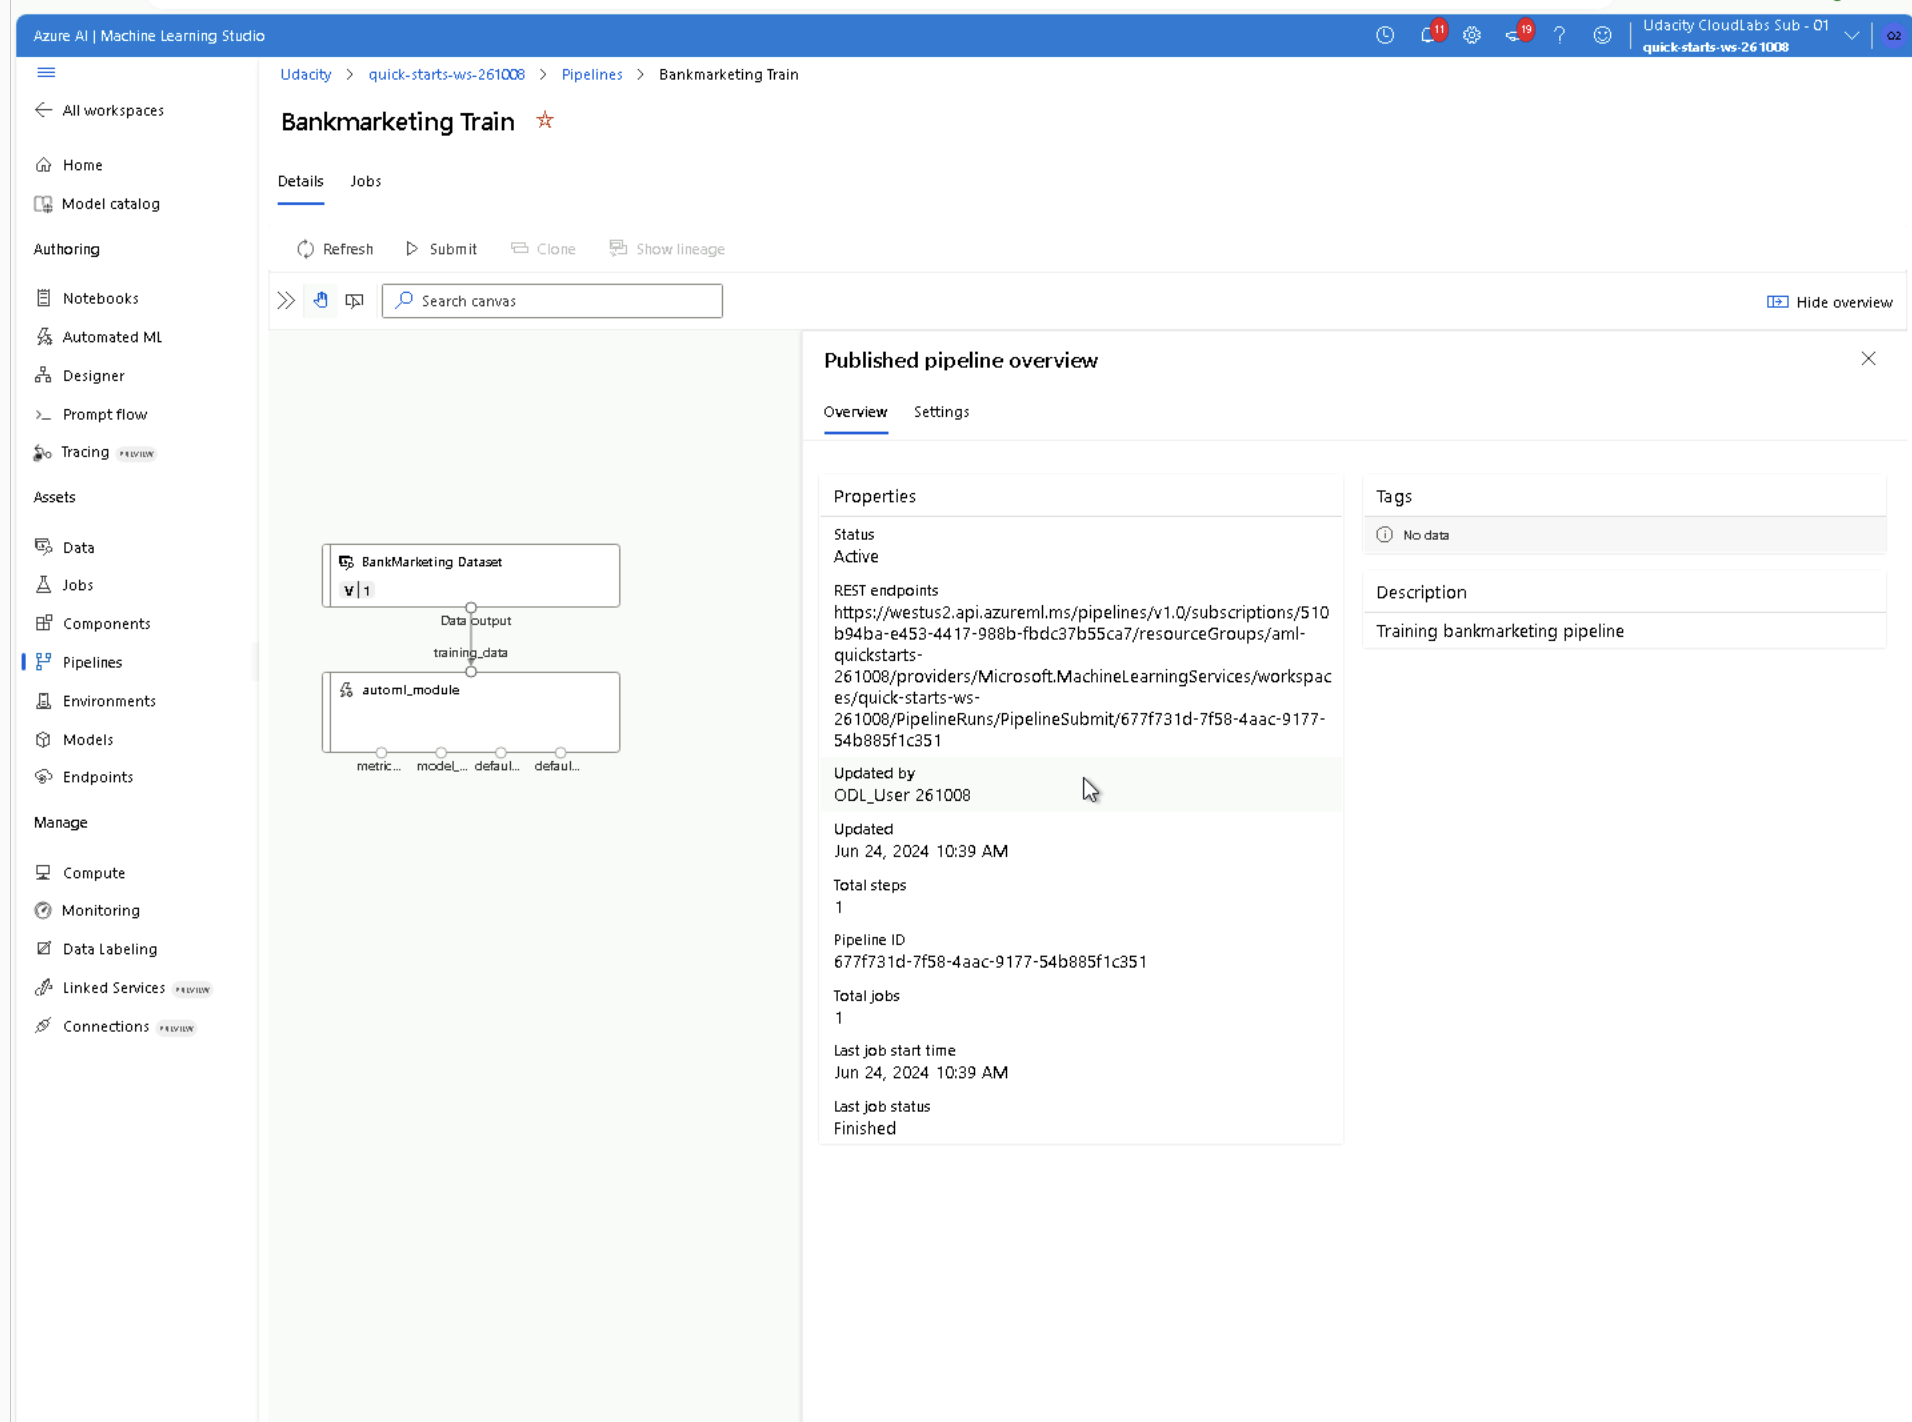 Azure AI | Machine Learning Studio
11
19
Udacity CloudLabs Sub - 01
quick-starts-ws-261008
O2
All workspaces
Home
Model catalog
Authoring
Notebooks
Automated ML
Designer
Prompt flow
Tracing PREVIEW
Assets
Data
Jobs
Components
Pipelines
Environments
Models
Endpoints
Manage
Compute
Monitoring
Data Labeling
Linked Services PREVIEW
Connections PREVIEW
Udacity > quick-starts-ws-261008 > Pipelines > Bankmarketing Train
Bankmarketing Train
Details Jobs
Refresh Submit Clone Show lineage
Search canvas
Hide overview
BankMarketing Dataset
V 1
Data output
training_data
automl_module
metric... model_... defaul... defaul...
Published pipeline overview
Overview Settings
Properties
Status
Active
REST endpoints
https://westus2.api.azureml.ms/pipelines/v1.0/subscriptions/510
b94ba-e453-4417-988b-fbdc37b55ca7/resourceGroups/aml-
quickstarts-
261008/providers/Microsoft.MachineLearningServices/workspac
es/quick-starts-ws-
261008/PipelineRuns/PipelineSubmit/677f731d-7f58-4aac-9177-
54b885f1c351
Updated by
ODL_User 261008
Updated
Jun 24, 2024 10:39 AM
Total steps
1
Pipeline ID
677f731d-7f58-4aac-9177-54b885f1c351
Total jobs
1
Last job start time
Jun 24, 2024 10:39 AM
Last job status
Finished
Tags
No data
Description
Training bankmarketing pipeline